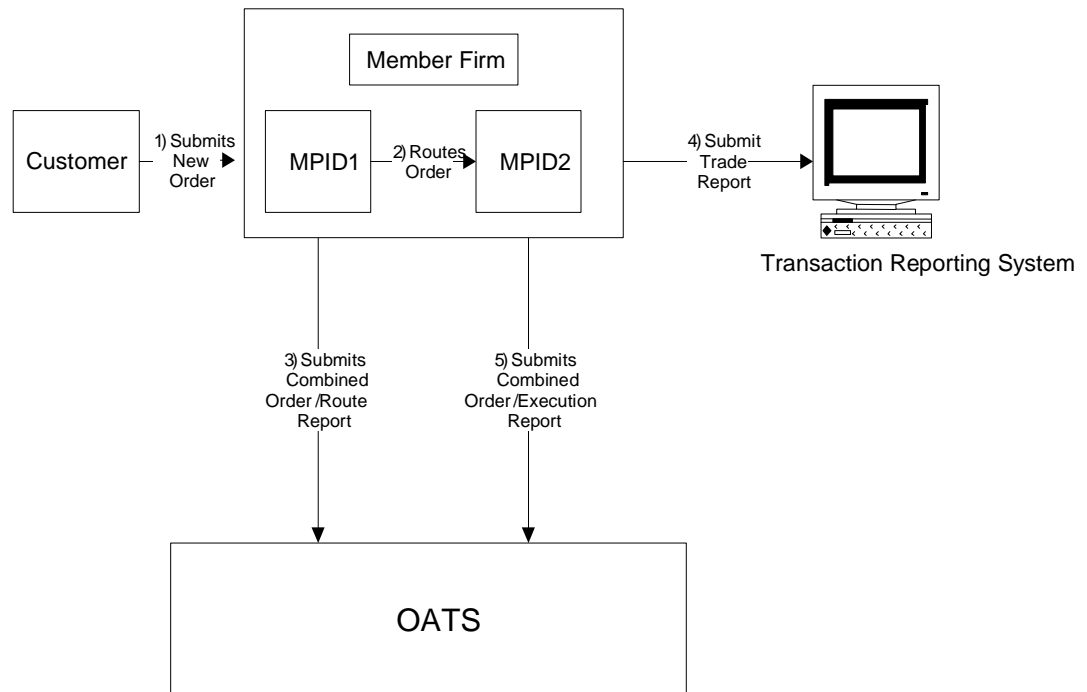 Member Firm
Customer
1) Submits
New
Order
MPID1
2) Routes
Order
MPID2
4) Submit
Trade
Report
Transaction Reporting System
3) Submits
Combined
Order/Route
Report
5) Submits
Combined
Order/Execution
Report
OATS